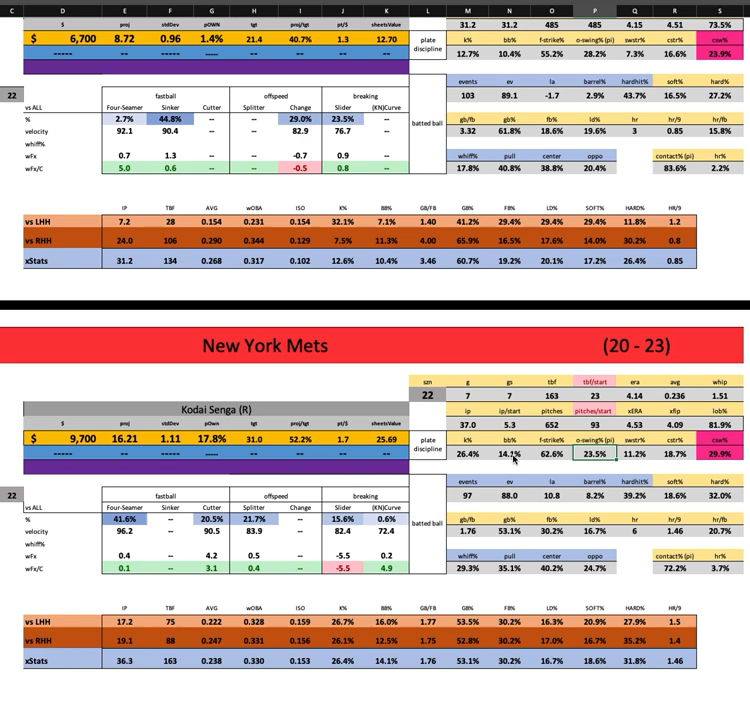 C D E F G H I J K L M N O P Q R S
31.2 31.2 485 485 4.15 4.51 73.5%
$ proj stdDev pOWN tgt proj/tgt pt/$ sheetsValue plate discipline k% bb% f-strike% o-swing% (pi) swstr% cstr% csw%
$ 6,700 8.72 0.96 1.4% 21.4 40.7% 1.3 12.70 12.7% 10.4% 55.2% 28.2% 7.3% 16.6% 23.9%
----- -- -- ---- -- -- -- --
events ev la barrel% hardhit% soft% hard%
22 fastball offspeed breaking 103 89.1 -1.7 2.9% 43.7% 16.5% 27.2%
vs ALL Four-Seamer Sinker Cutter Splitter Change Slider (KN)Curve
% 2.7% 44.8% -- -- 29.0% 23.5% -- batted ball gb/fb gb% fb% ld% hr hr/9 hr/fb
velocity 92.1 90.4 -- -- 82.9 76.7 -- 3.32 61.8% 18.6% 19.6% 3 0.85 15.8%
whiff%
wFx 0.7 1.3 -- -- -0.7 0.9 -- whiff% pull center oppo contact% (pi) hr%
wFx/C 5.0 0.6 -- -- -0.5 0.8 -- 17.8% 40.8% 38.8% 20.4% 83.6% 2.2%
IP TBF AVG wOBA ISO K% BB% GB/FB GB% FB% LD% SOFT% HARD% HR/9
vs LHH 7.2 28 0.154 0.231 0.154 32.1% 7.1% 1.40 41.2% 29.4% 29.4% 29.4% 11.8% 1.2
vs RHH 24.0 106 0.290 0.344 0.129 7.5% 11.3% 4.00 65.9% 16.5% 17.6% 14.0% 30.2% 0.8
xStats 31.2 134 0.268 0.317 0.102 12.6% 10.4% 3.46 60.7% 19.2% 20.1% 17.2% 26.4% 0.85
New York Mets (20 - 23)
szn g gs tbf tbf/start era avg whip
22 7 7 163 23 4.14 0.236 1.51
Kodai Senga (R) ip ip/start pitches pitches/start xERA xfip lob%
$ proj stdDev pOwn tgt proj/tgt pt/$ sheetsValue 37.0 5.3 652 93 4.53 4.09 81.9%
$ 9,700 16.21 1.11 17.8% 31.0 52.2% 1.7 25.69 plate discipline k% bb% f-strike% o-swing% (pi) swstr% cstr% csw%
----- -- -- ---- -- -- -- -- 26.4% 14.1% 62.6% 23.5% 11.2% 18.7% 29.9%
events ev la barrel% hardhit% soft% hard%
22 fastball offspeed breaking 97 88.0 10.8 8.2% 39.2% 18.6% 32.0%
vs ALL Four-Seamer Sinker Cutter Splitter Change Slider (KN)Curve
% 41.6% -- 20.5% 21.7% -- 15.6% 0.6% batted ball gb/fb gb% fb% ld% hr hr/9 hr/fb
velocity 96.2 -- 90.5 83.9 -- 82.4 72.4 1.76 53.1% 30.2% 16.7% 6 1.46 20.7%
whiff%
wFx 0.4 -- 4.2 0.5 -- -5.5 0.2 whiff% pull center oppo contact% (pi) hr%
wFx/C 0.1 -- 3.1 0.4 -- -5.5 4.9 29.3% 35.1% 40.2% 24.7% 72.2% 3.7%
IP TBF AVG wOBA ISO K% BB% GB/FB GB% FB% LD% SOFT% HARD% HR/9
vs LHH 17.2 75 0.222 0.328 0.159 26.7% 16.0% 1.77 53.5% 30.2% 16.3% 20.9% 27.9% 1.5
vs RHH 19.1 88 0.247 0.331 0.156 26.1% 12.5% 1.75 52.8% 30.2% 17.0% 16.7% 35.2% 1.4
xStats 36.3 163 0.238 0.330 0.153 26.4% 14.1% 1.76 53.1% 30.2% 16.7% 18.6% 31.8% 1.46